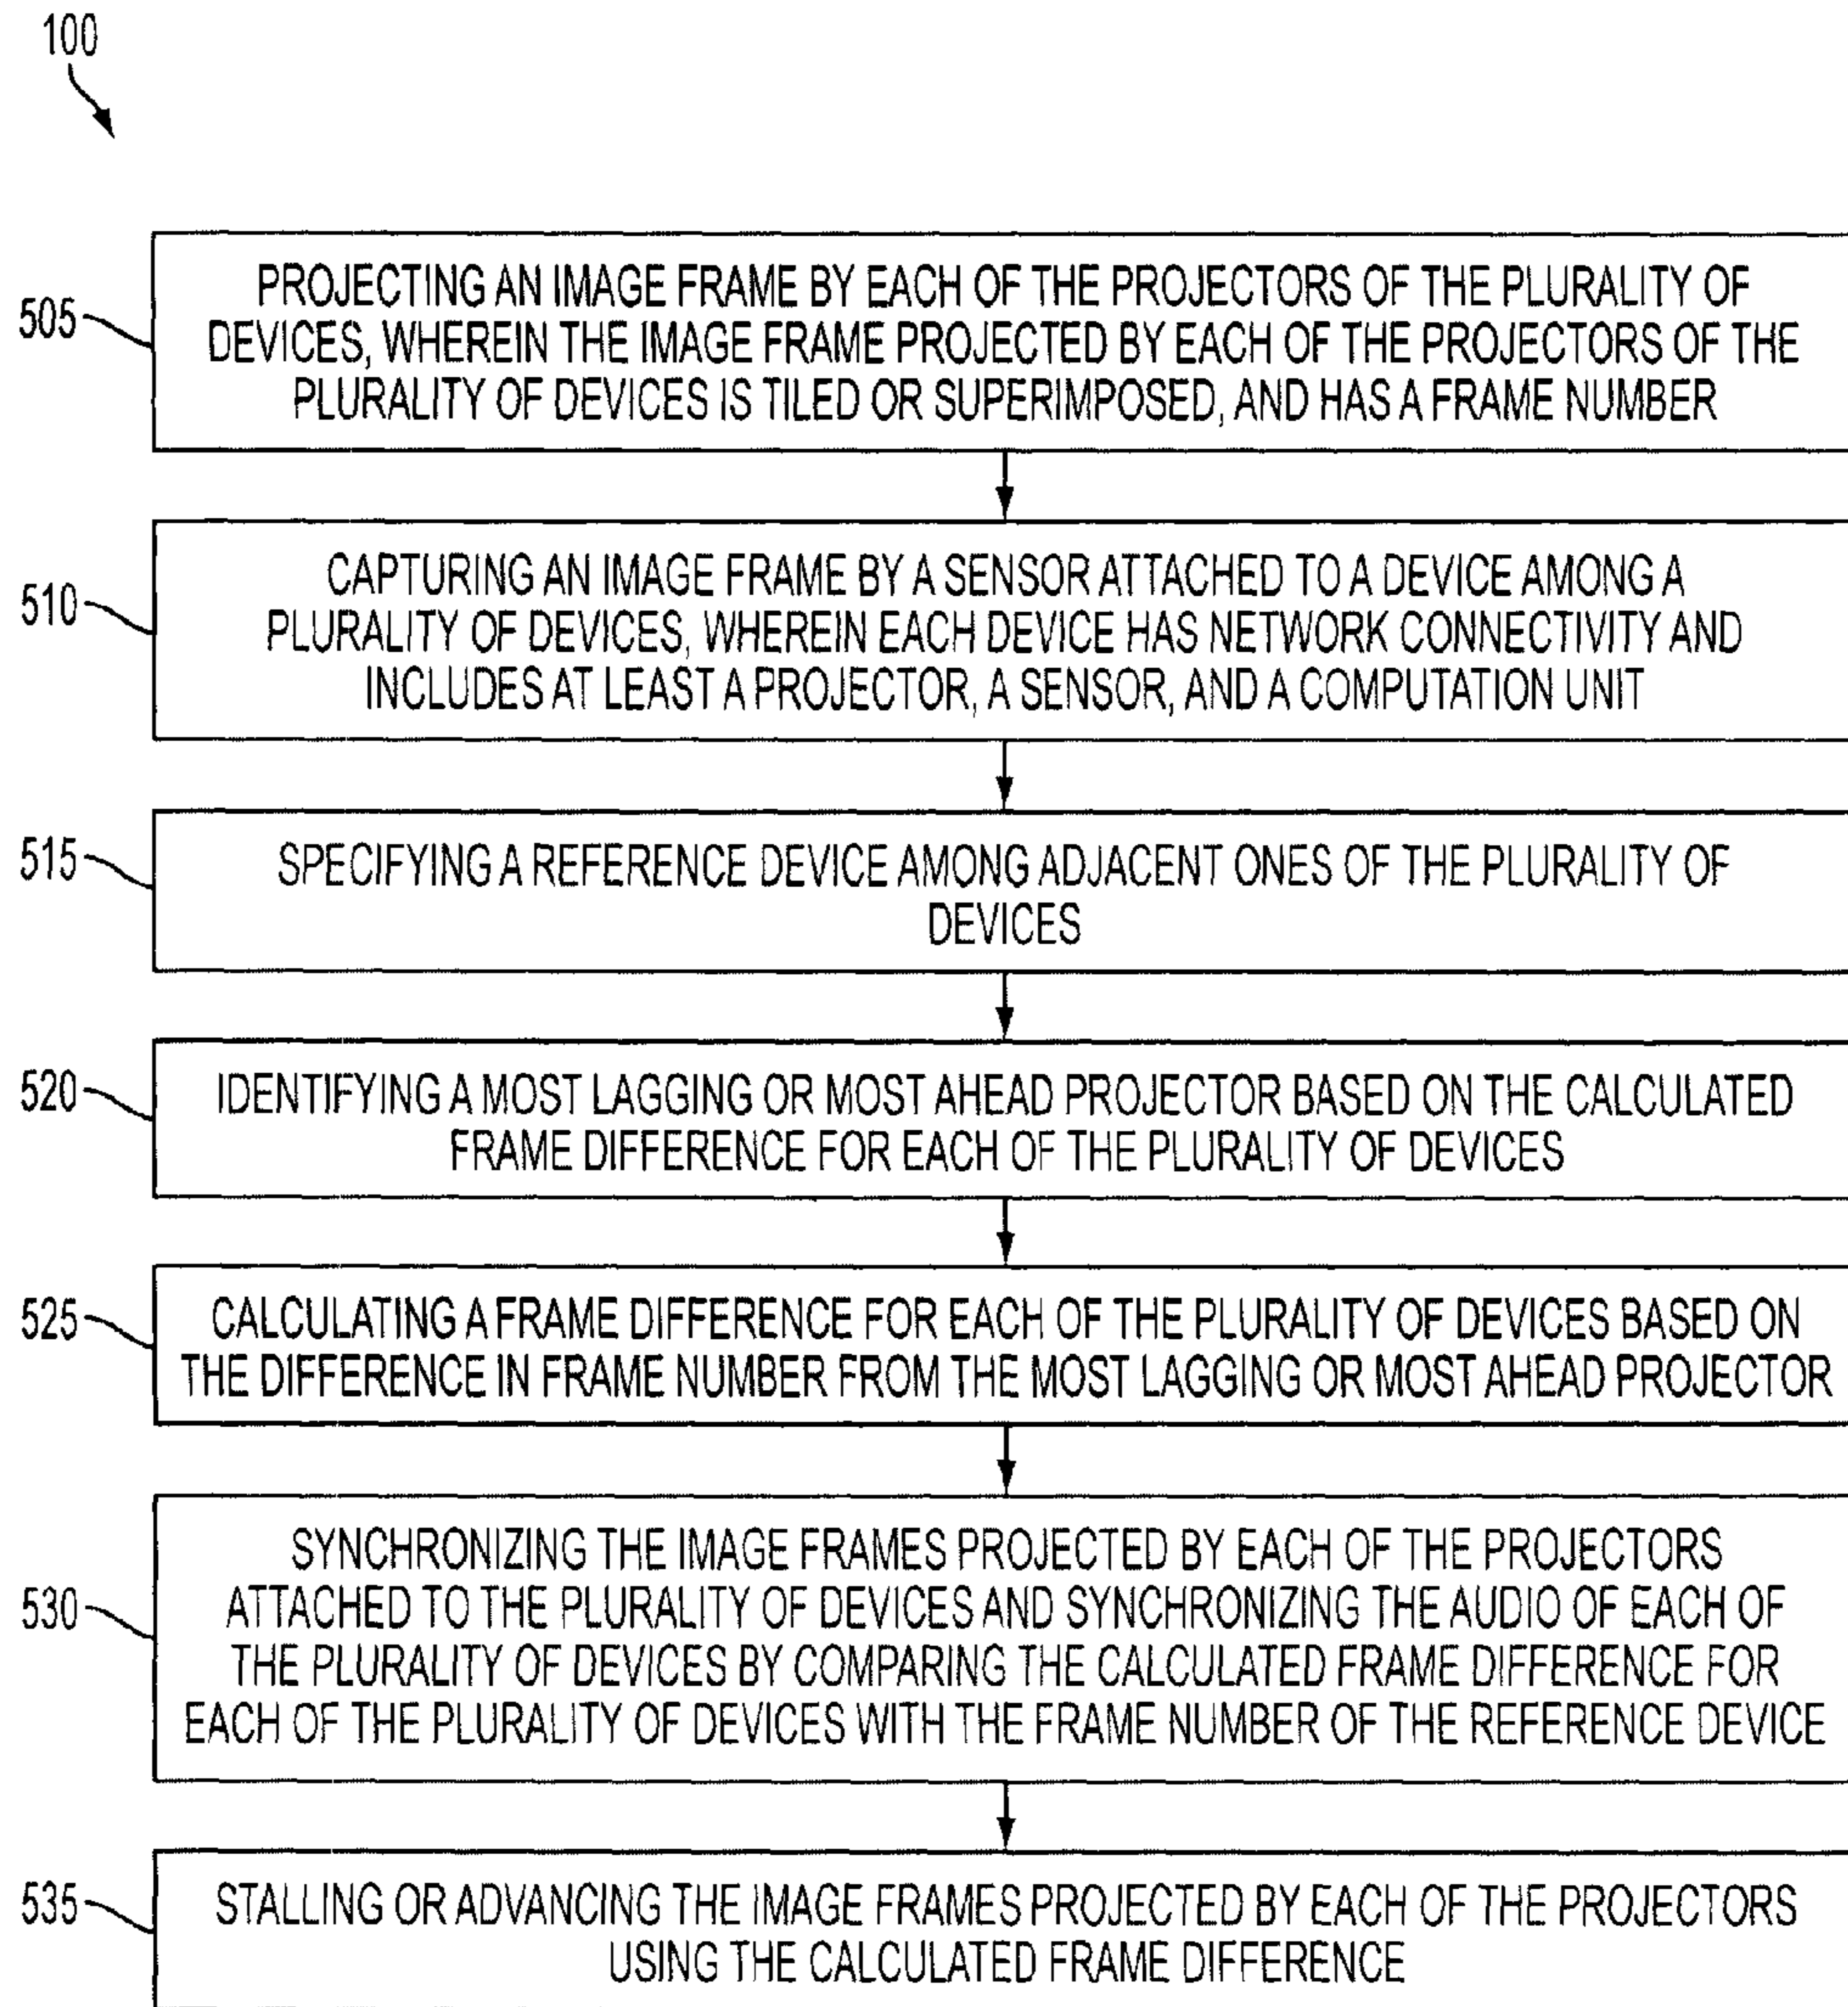 100
505
PROJECTING AN IMAGE FRAME BY EACH OF THE PROJECTORS OF THE PLURALITY OF
DEVICES, WHEREIN THE IMAGE FRAME PROJECTED BY EACH OF THE PROJECTORS OF THE
PLURALITY OF DEVICES IS TILED OR SUPERIMPOSED, AND HAS A FRAME NUMBER
510
CAPTURING AN IMAGE FRAME BY A SENSOR ATTACHED TO A DEVICE AMONG A
PLURALITY OF DEVICES, WHEREIN EACH DEVICE HAS NETWORK CONNECTIVITY AND
INCLUDES AT LEAST A PROJECTOR, A SENSOR, AND A COMPUTATION UNIT
515
SPECIFYING A REFERENCE DEVICE AMONG ADJACENT ONES OF THE PLURALITY OF
DEVICES
520
IDENTIFYING A MOST LAGGING OR MOST AHEAD PROJECTOR BASED ON THE CALCULATED
FRAME DIFFERENCE FOR EACH OF THE PLURALITY OF DEVICES
525
CALCULATING A FRAME DIFFERENCE FOR EACH OF THE PLURALITY OF DEVICES BASED ON
THE DIFFERENCE IN FRAME NUMBER FROM THE MOST LAGGING OR MOST AHEAD PROJECTOR
530
SYNCHRONIZING THE IMAGE FRAMES PROJECTED BY EACH OF THE PROJECTORS
ATTACHED TO THE PLURALITY OF DEVICES AND SYNCHRONIZING THE AUDIO OF EACH OF
THE PLURALITY OF DEVICES BY COMPARING THE CALCULATED FRAME DIFFERENCE FOR
EACH OF THE PLURALITY OF DEVICES WITH THE FRAME NUMBER OF THE REFERENCE DEVICE
535
STALLING OR ADVANCING THE IMAGE FRAMES PROJECTED BY EACH OF THE PROJECTORS
USING THE CALCULATED FRAME DIFFERENCE